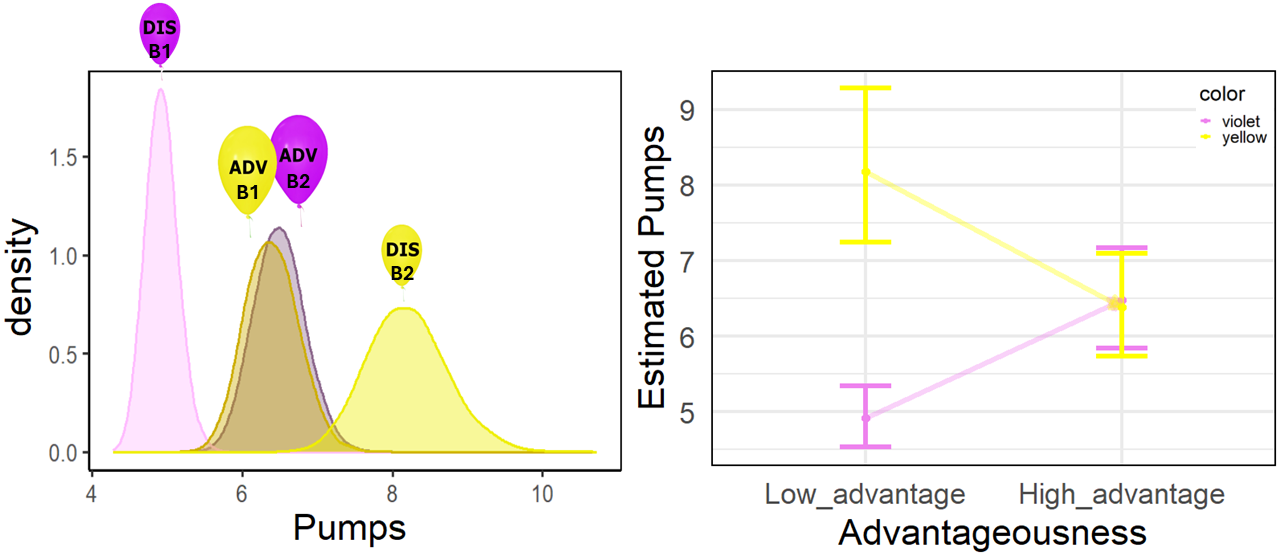 DIS
B1
ADV
B1
ADV
B2
DIS
B2
density
1.5
1.0
0.5
0.0
4
6
8
10
Pumps
Estimated Pumps
9
8
7
6
5
color
violet
yellow
Low_advantage
High_advantage
Advantageousness